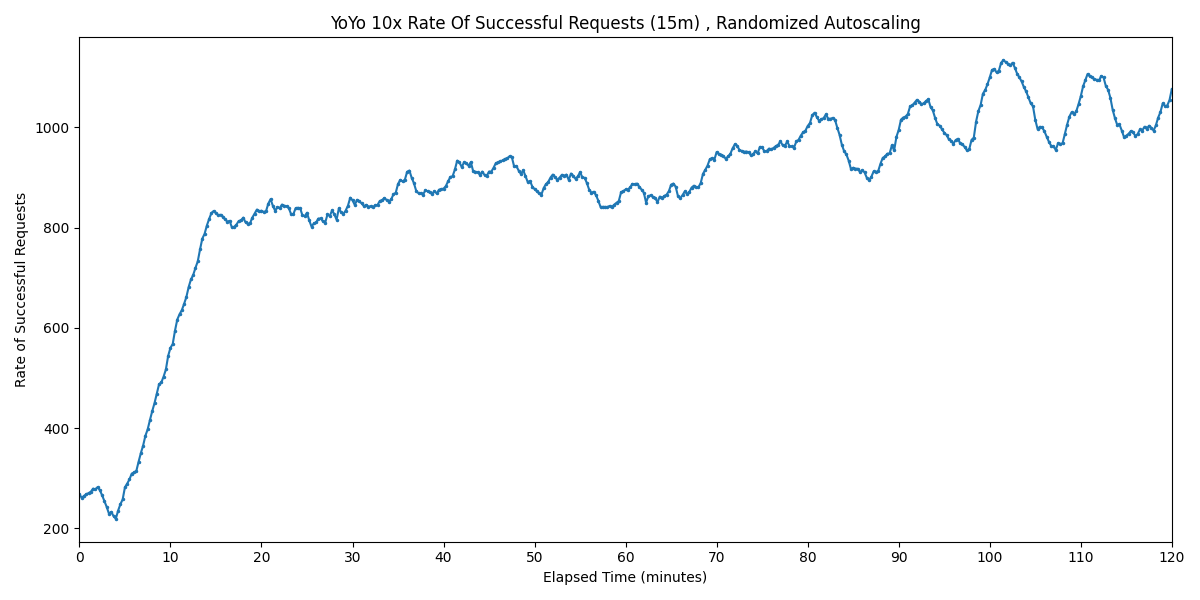 YoYo 10x Rate Of Successful Requests (15m) , Randomized Autoscaling
1000
800
600
400
200
Rate of Successful Requests
0 10 20 30 40 50 60 70 80 90 100 110 120
Elapsed Time (minutes)